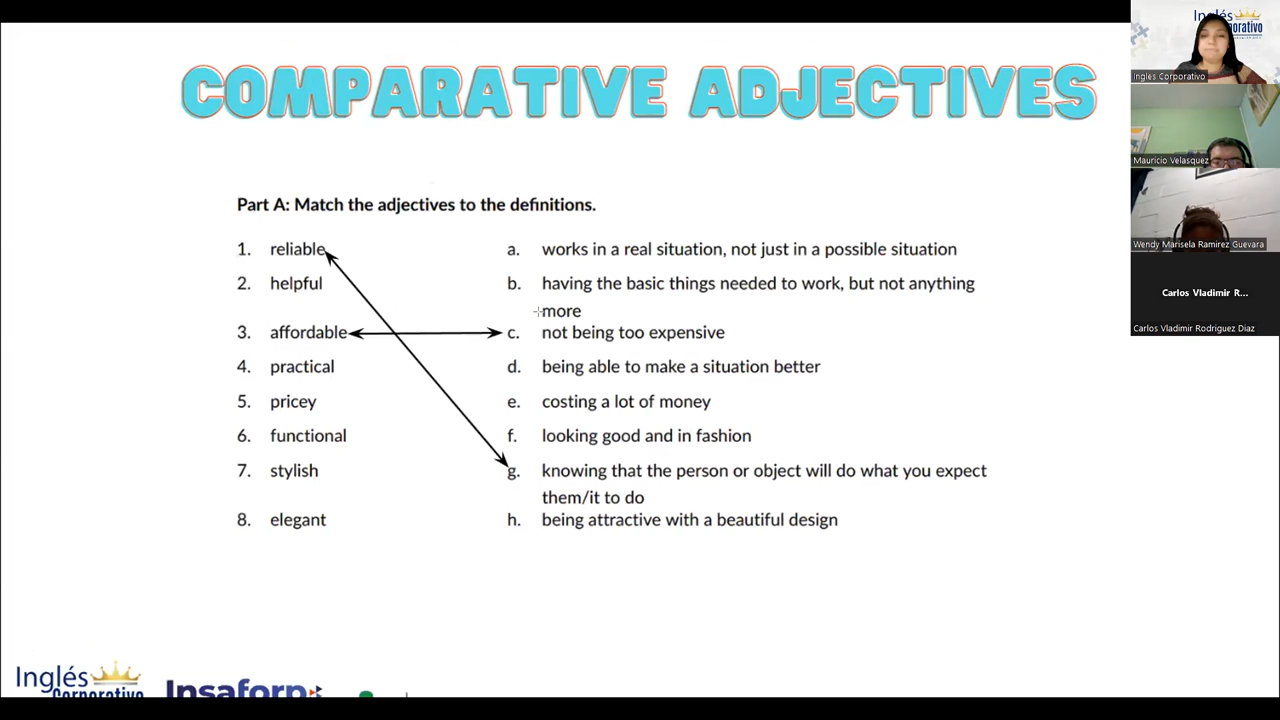 COMPARATIVE ADJECTIVES
Part A: Match the adjectives to the definitions.
1. reliable
2. helpful
3. affordable
4. practical
5. pricey
6. functional
7. stylish
8. elegant
a. works in a real situation, not just in a possible situation
b. having the basic things needed to work, but not anything
more
c. not being too expensive
d. being able to make a situation better
e. costing a lot of money
f. looking good and in fashion
g. knowing that the person or object will do what you expect
them/it to do
h. being attractive with a beautiful design
Inglés
Corporativo
Insaforp
Inglés
Ingles Corporativo
Mauricio Velasquez
Wendy Marisela Ramirez Guevara
Carlos Vladimir R...
Carlos Vladimir Rodriguez Diaz